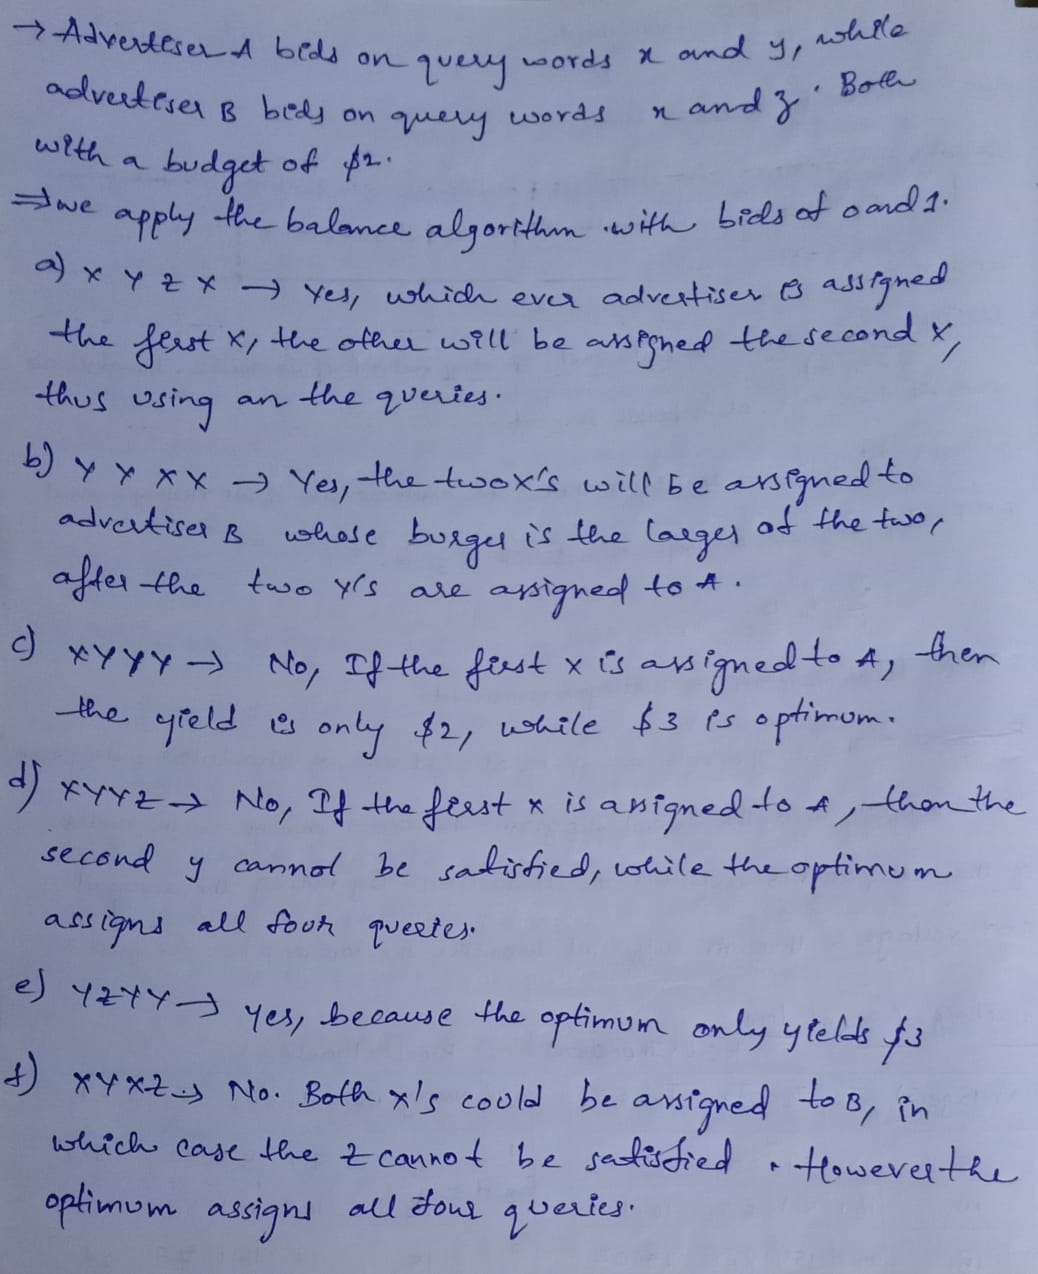 → Advertiser A bids on query words x and y, while
advertiser B bids on query words x and z. Both
with a budget of $2.
⇒ we apply the balance algorithm with bids of 0 and 1.
a) x y z x → Yes, which ever advertiser is assigned
the first x, the other will be assigned the second x,
thus using an the queries.
b) y y x x → Yes, the two x's will be assigned to
advertiser B whose burger is the larger of the two,
after the two y's are assigned to A.
c) x y y y → No, If the first x is assigned to A, then
the yield is only $2, while $3 is optimum.
d) x y y z → No, If the first x is assigned to A, then the
second y cannot be satisfied, while the optimum
assigns all four queries.
e) y z y y → yes, because the optimum only yields $3
f) x y x z → No. Both x's could be assigned to B, in
which case the z cannot be satisfied. However the
optimum assigns all four queries.